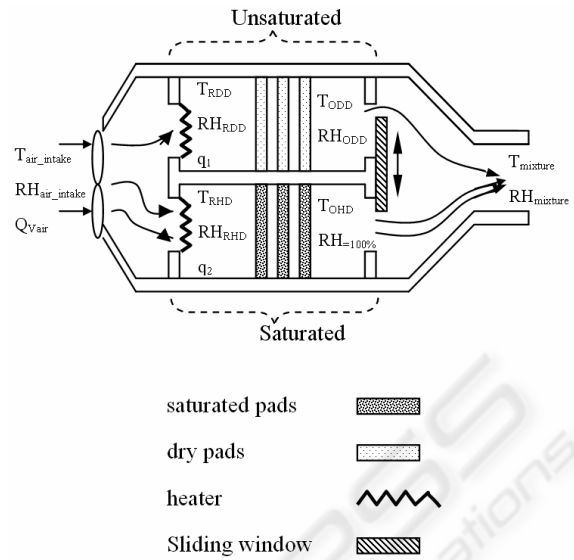 Unsaturated
T_RDD
T_ODD
RH_RDD
RH_ODD
q_1
T_air_intake
RH_air_intake
Q_Vair
T_RHD
RH_RHD
T_OHD
RH_=100%
q_2
T_mixture
RH_mixture
Saturated
saturated pads
dry pads
heater
Sliding window